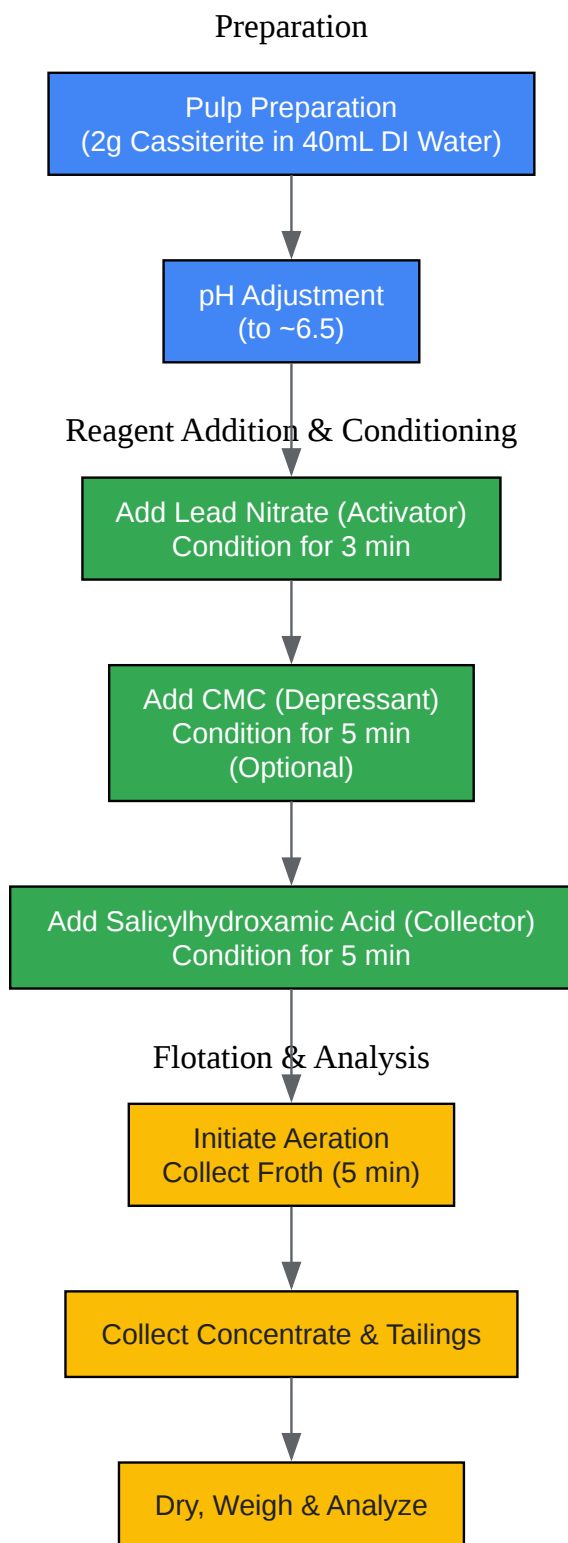 Preparation
Pulp Preparation
(2g Cassiterite in 40mL DI Water)
pH Adjustment
(to ~6.5)
Reagent Addition & Conditioning
Add Lead Nitrate (Activator)
Condition for 3 min
Add CMC (Depressant)
Condition for 5 min
(Optional)
Add Salicylhydroxamic Acid (Collector)
Condition for 5 min
Flotation & Analysis
Initiate Aeration
Collect Froth (5 min)
Collect Concentrate & Tailings
Dry, Weigh & Analyze